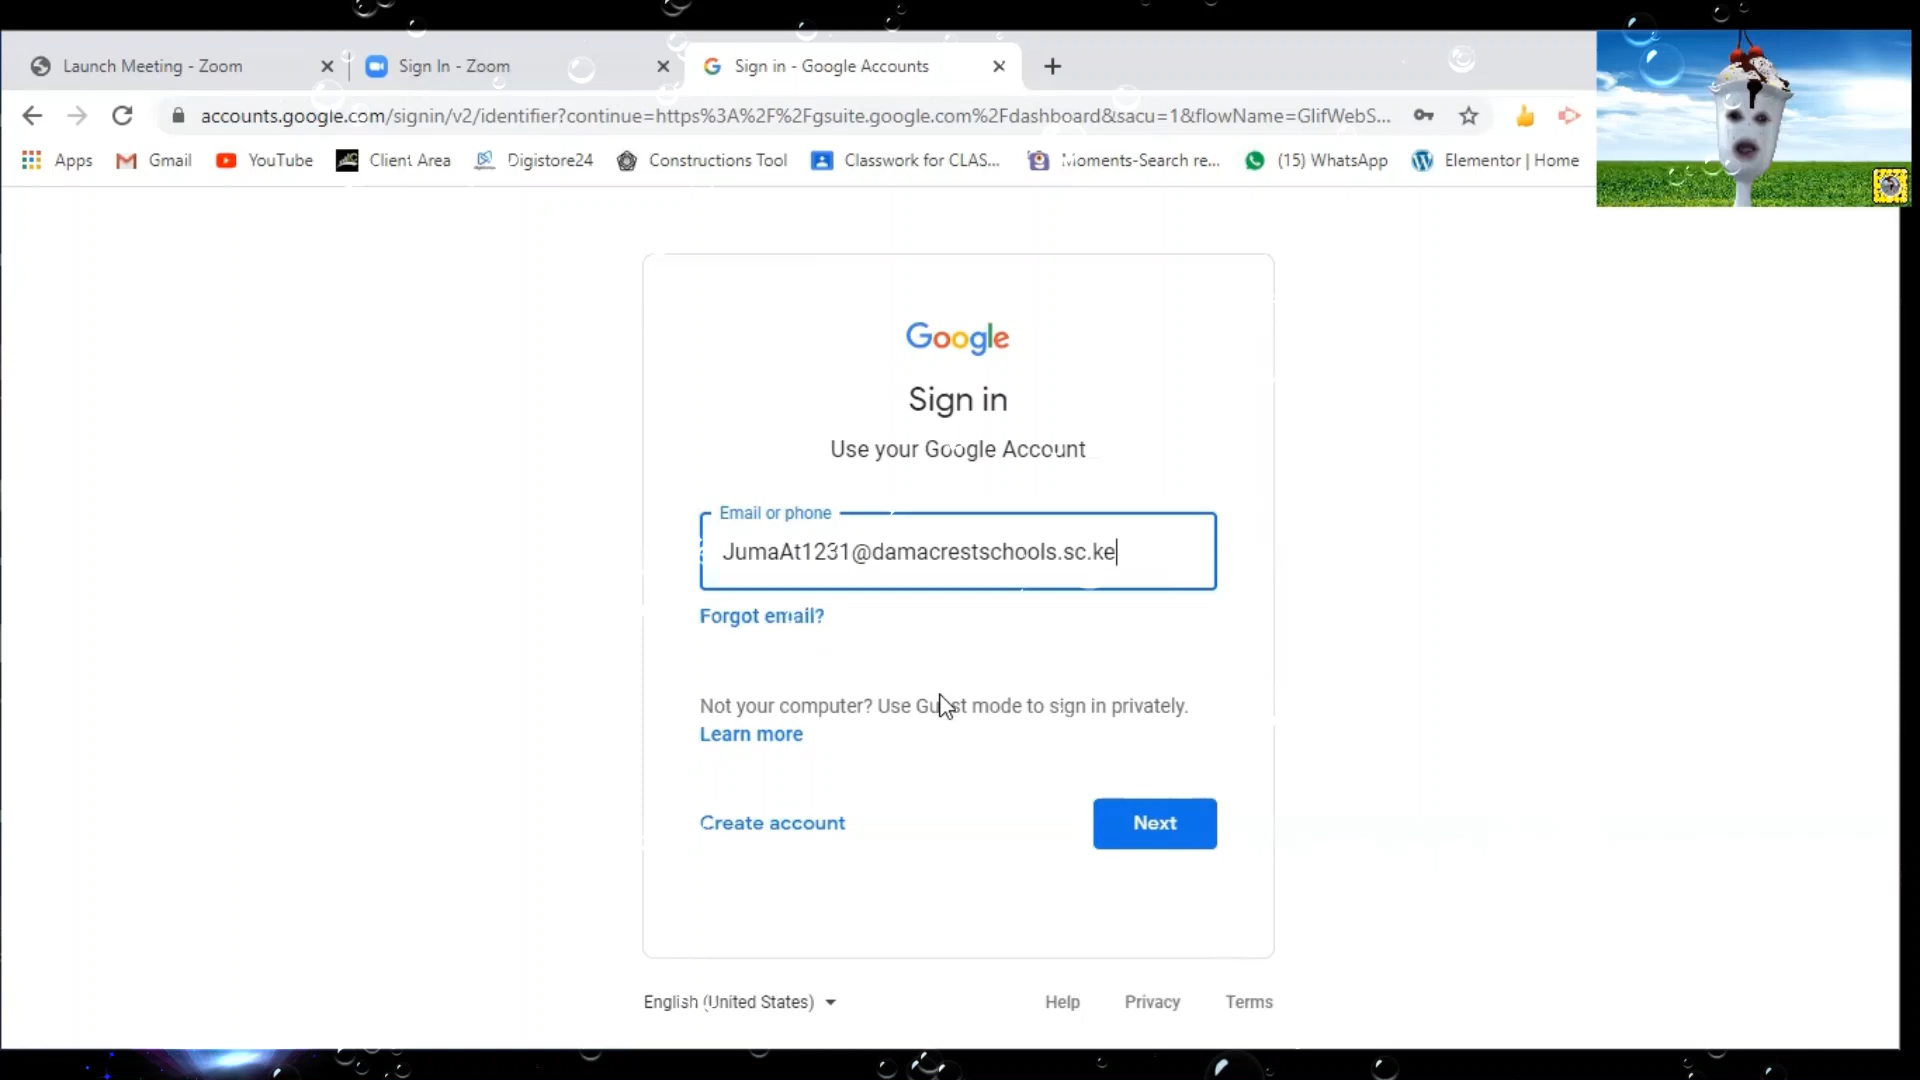 Launch Meeting - Zoom
Sign In - Zoom
Sign in - Google Accounts
accounts.google.com/signin/v2/identifier?continue=https%3A%2F%2Fgsuite.google.com%2Fdashboard&sacu=1&flowName=GlifWebS...
Apps
Gmail
YouTube
Client Area
Digistore24
Constructions Tool
Classwork for CLAS...
Moments-Search re...
(15) WhatsApp
Elementor | Home
Google
Sign in
Use your Google Account
Email or phone
JumaAt1231@damacrestschools.sc.ke
Forgot email?
Not your computer? Use Guest mode to sign in privately.
Learn more
Create account
Next
English (United States)
Help
Privacy
Terms